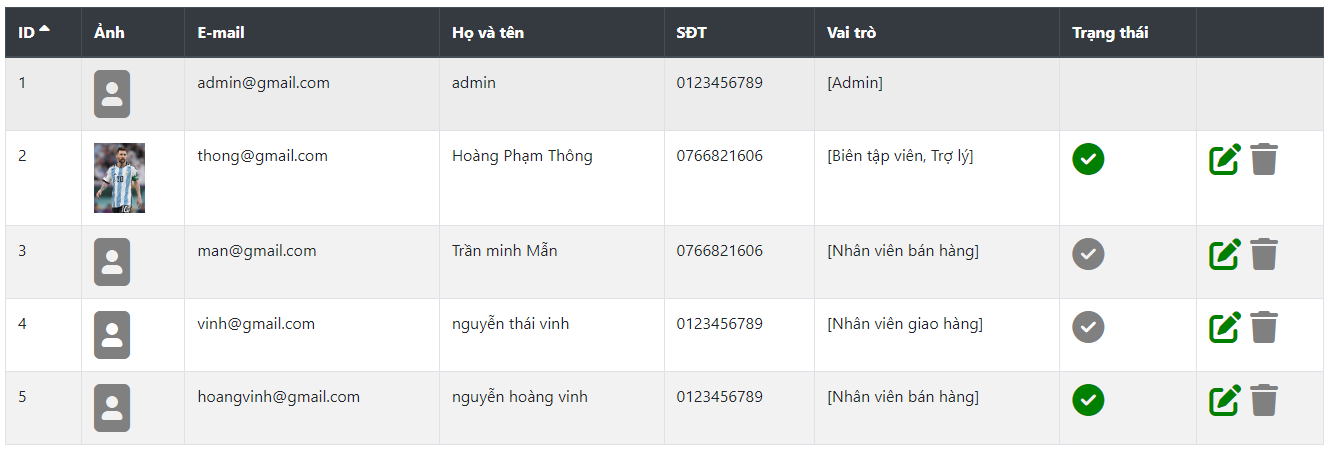 ID Ảnh E-mail Họ và tên SĐT Vai trò Trạng thái
1 admin@gmail.com admin 0123456789 [Admin]
2 thong@gmail.com Hoàng Phạm Thông 0766821606 [Biên tập viên, Trợ lý]
3 man@gmail.com Trần minh Mẫn 0766821606 [Nhân viên bán hàng]
4 vinh@gmail.com nguyễn thái vinh 0123456789 [Nhân viên giao hàng]
5 hoangvinh@gmail.com nguyễn hoàng vinh 0123456789 [Nhân viên bán hàng]